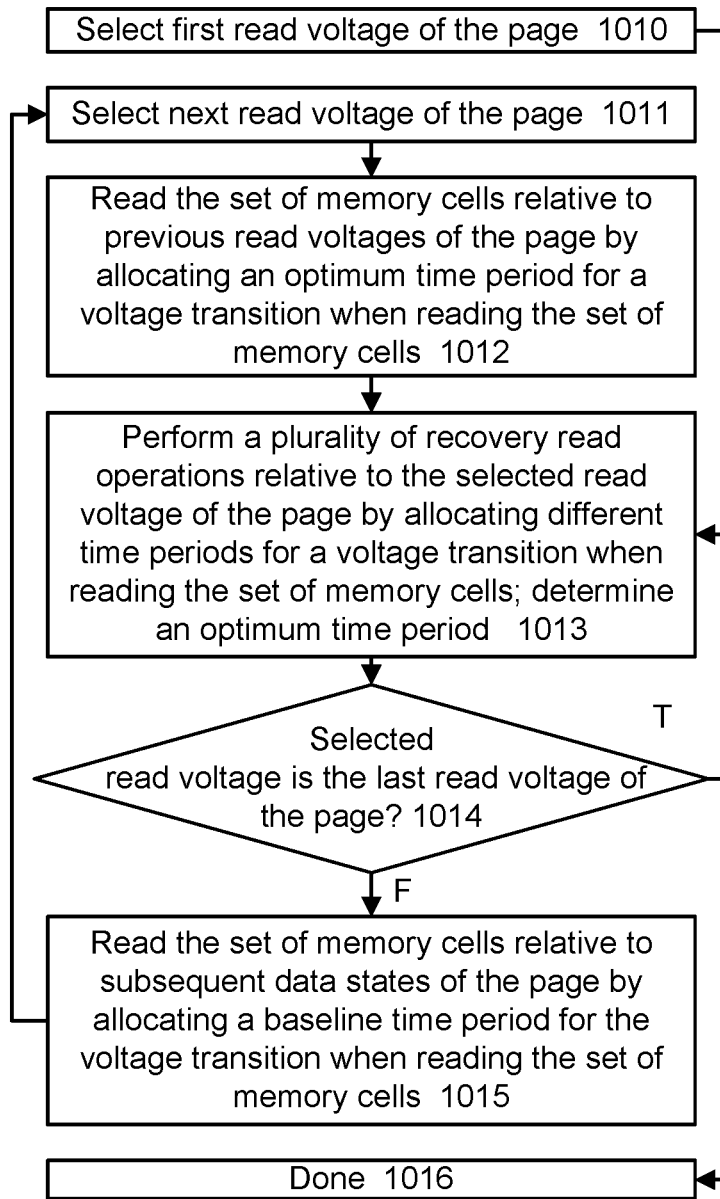 Select first read voltage of the page 1010
Select next read voltage of the page 1011
Read the set of memory cells relative to
previous read voltages of the page by
allocating an optimum time period for a
voltage transition when reading the set of
memory cells 1012
Perform a plurality of recovery read
operations relative to the selected read
voltage of the page by allocating different
time periods for a voltage transition when
reading the set of memory cells; determine
an optimum time period 1013
T
Selected
read voltage is the last read voltage of
the page? 1014
F
Read the set of memory cells relative to
subsequent data states of the page by
allocating a baseline time period for the
voltage transition when reading the set of
memory cells 1015
Done 1016